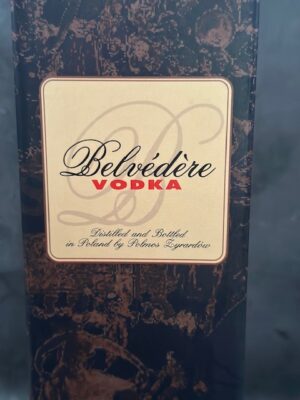 Belvédère
VODKA
Distilled and Bottled
in Poland by Polmos Zyrardów